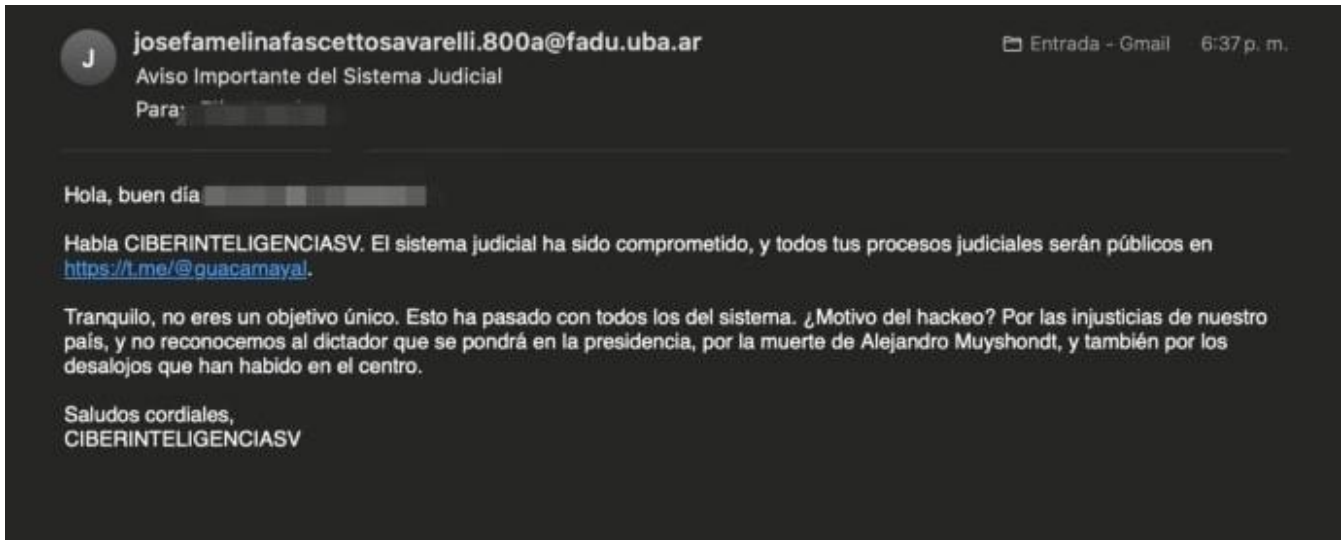 J
josefamelinafascettosavarelli.800a@fadu.uba.ar
Entrada - Gmail 6:37 p. m.
Aviso Importante del Sistema Judicial
Para:
Hola, buen día
Habla CIBERINTELIGENCIASV. El sistema judicial ha sido comprometido, y todos tus procesos judiciales serán públicos en
https://t.me/@guacamayal.
Tranquilo, no eres un objetivo único. Esto ha pasado con todos los del sistema. ¿Motivo del hackeo? Por las injusticias de nuestro
país, y no reconocemos al dictador que se pondrá en la presidencia, por la muerte de Alejandro Muyshondt, y también por los
desalojos que han habido en el centro.
Saludos cordiales,
CIBERINTELIGENCIASV